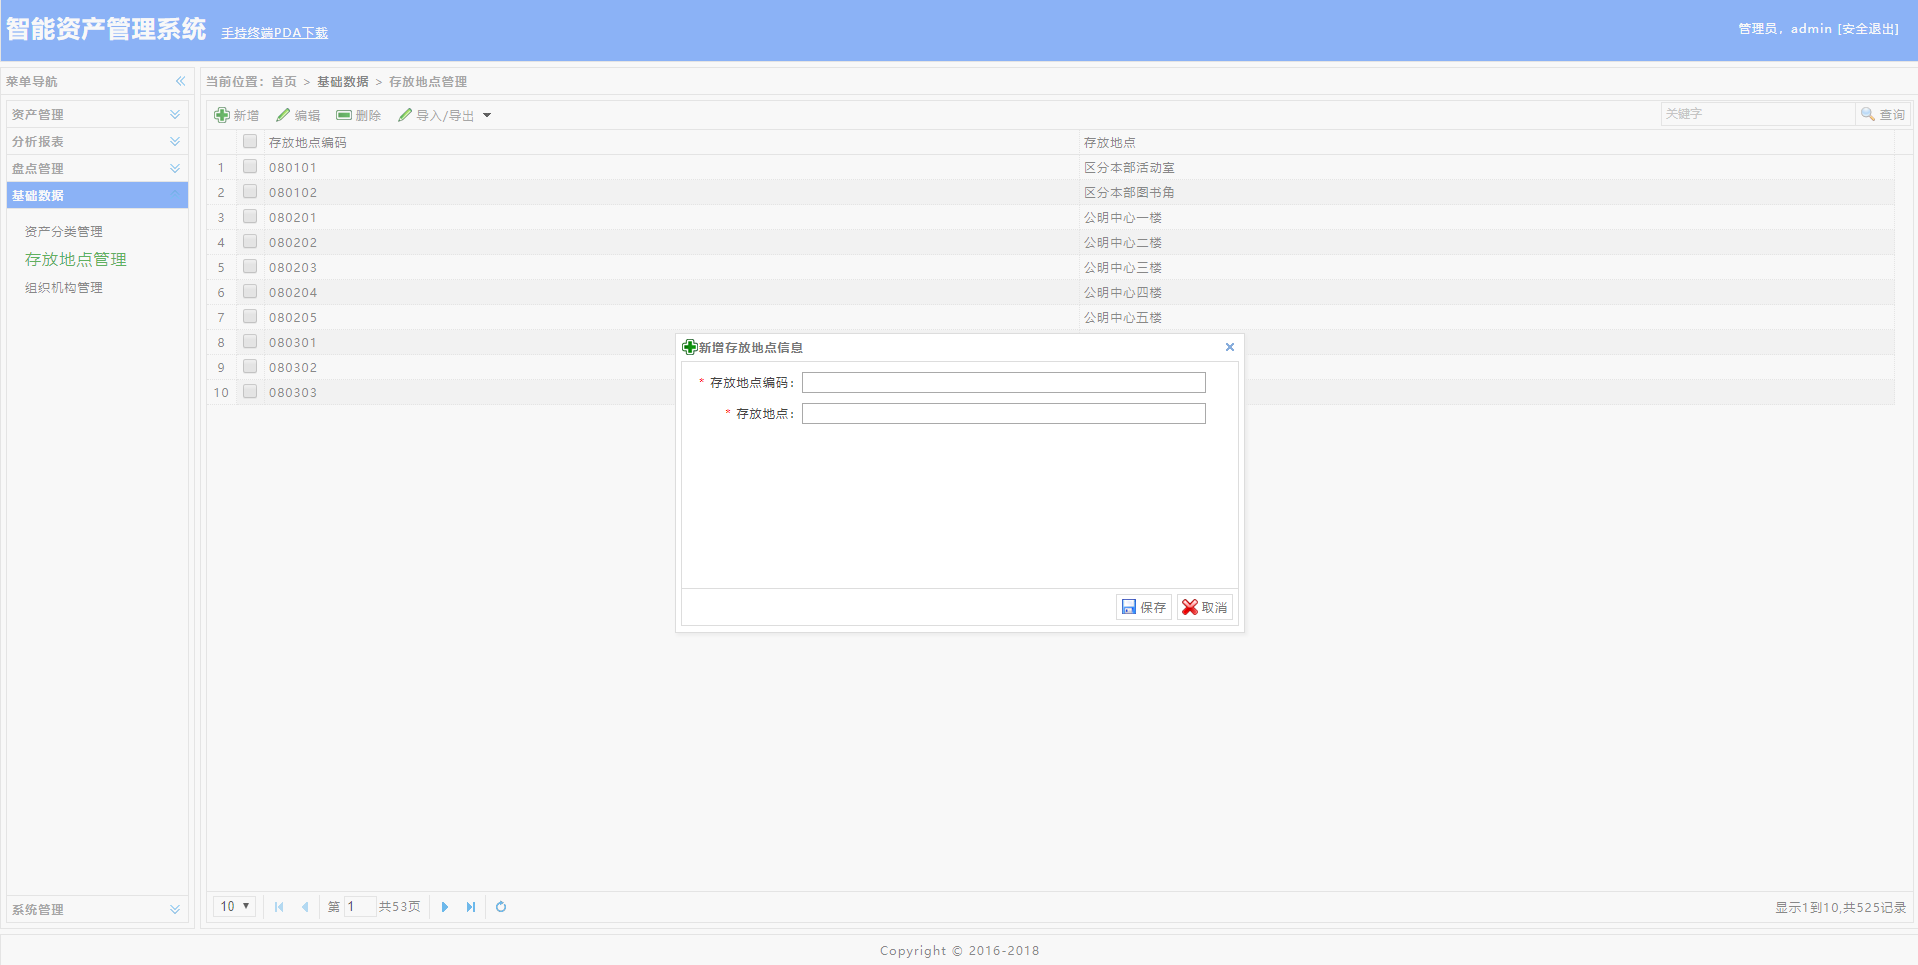 智能资产管理系统 手持终端PDA下载 管理员，admin [安全退出]
菜单导航
资产管理
分析报表
盘点管理
基础数据
资产分类管理
存放地点管理
组织机构管理
系统管理
当前位置：首页 > 基础数据 > 存放地点管理
新增 编辑 删除 导入/导出 关键字 查询
存放地点编码 存放地点
1 080101 区分本部活动室
2 080102 区分本部图书角
3 080201 公明中心一楼
4 080202 公明中心二楼
5 080203 公明中心三楼
6 080204 公明中心四楼
7 080205 公明中心五楼
8 080301
9 080302
10 080303
新增存放地点信息
* 存放地点编码：
* 存放地点：
保存 取消
10 第 1 共53页 显示1到10,共525记录
Copyright © 2016-2018